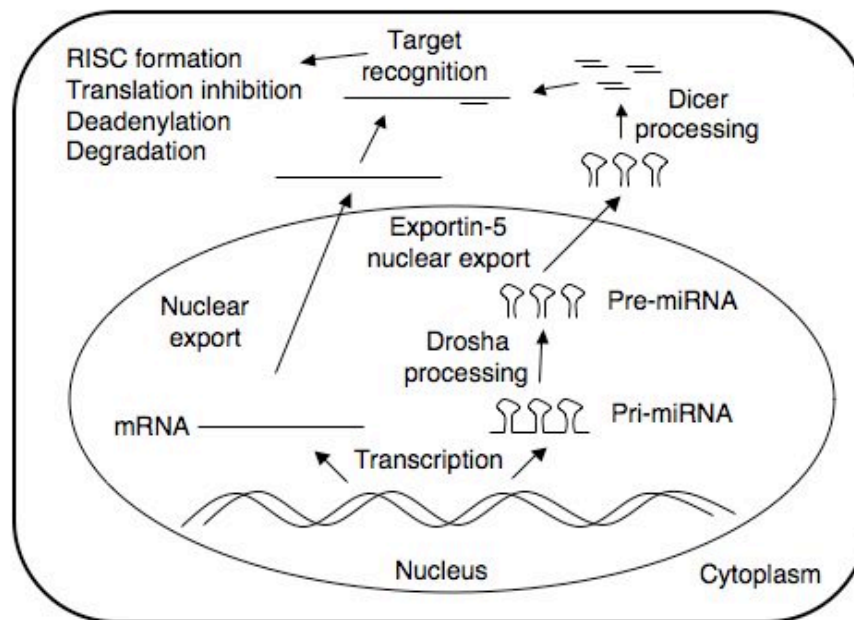 RISC formation
Translation inhibition
Deadenylation
Degradation
Target
recognition
Dicer
processing
Exportin-5
nuclear export
Nuclear
export
Pre-miRNA
Drosha
processing
mRNA
Pri-miRNA
Transcription
Nucleus
Cytoplasm